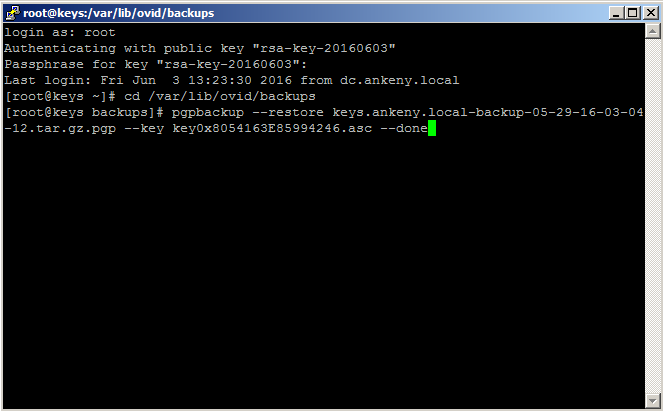 root@keys:/var/lib/ovid/backups
login as: root
Authenticating with public key "rsa-key-20160603"
Passphrase for key "rsa-key-20160603":
Last login: Fri Jun  3 13:23:30 2016 from dc.ankeny.local
[root@keys ~]# cd /var/lib/ovid/backups
[root@keys backups]# pgpbackup --restore keys.ankeny.local-backup-05-29-16-03-04
-12.tar.gz.pgp --key key0x8054163E85994246.asc --done